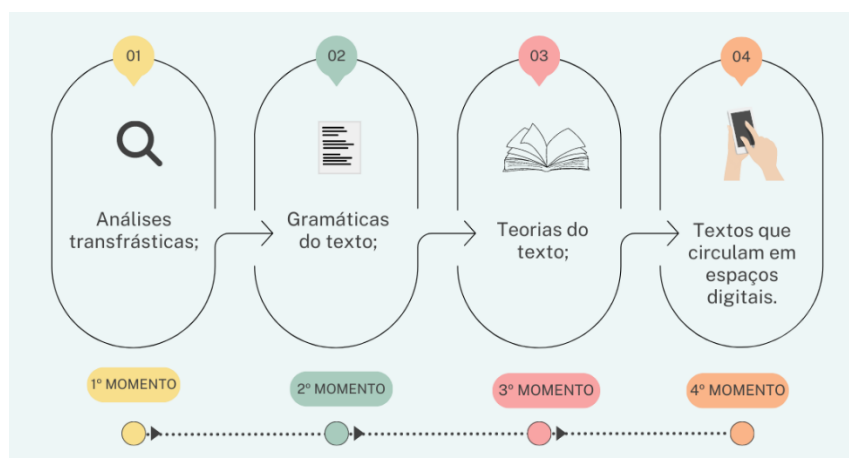 01
02
03
04
Análises
transfrásticas;
Gramáticas
do texto;
Teorias do
texto;
Textos que
circulam em
espaços
digitais.
1º MOMENTO
2º MOMENTO
3º MOMENTO
4º MOMENTO